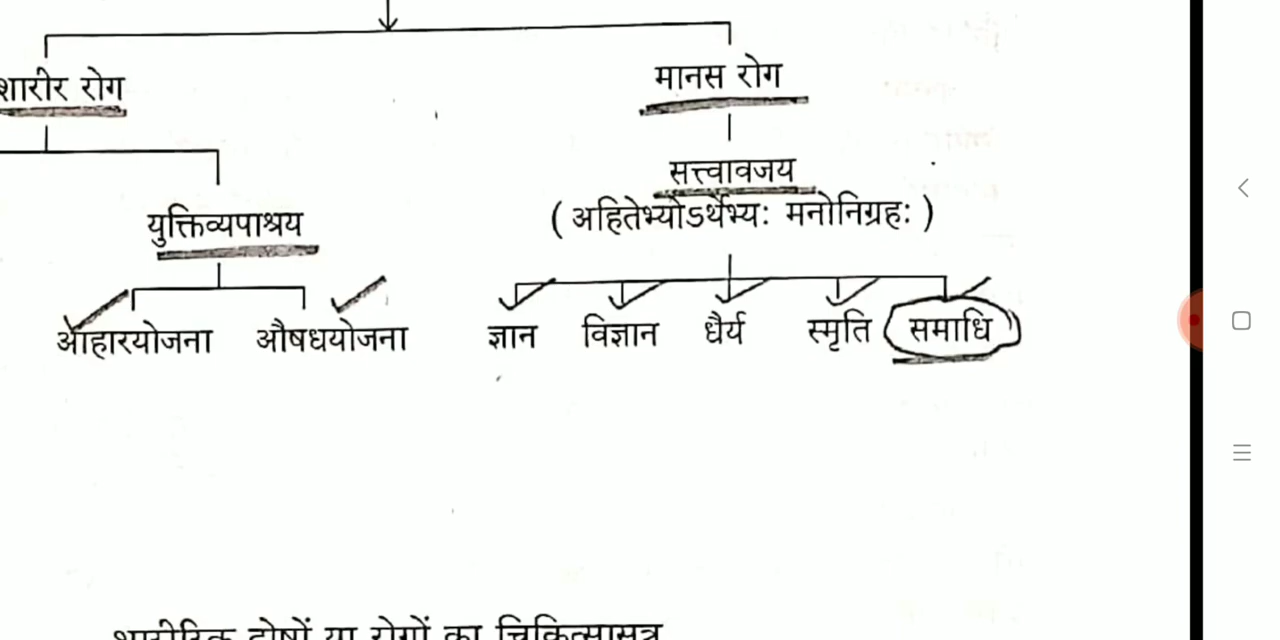 शारीर रोग
मानस रोग
सत्त्वावजय
( अहितेभ्योऽर्थेभ्यः मनोनिग्रहः )
युक्तिव्यपाश्रय
आहारयोजना औषधयोजना ज्ञान विज्ञान धैर्य स्मृति समाधि
शारीरिक दोषों या रोगों का चिकित्सासूत्र